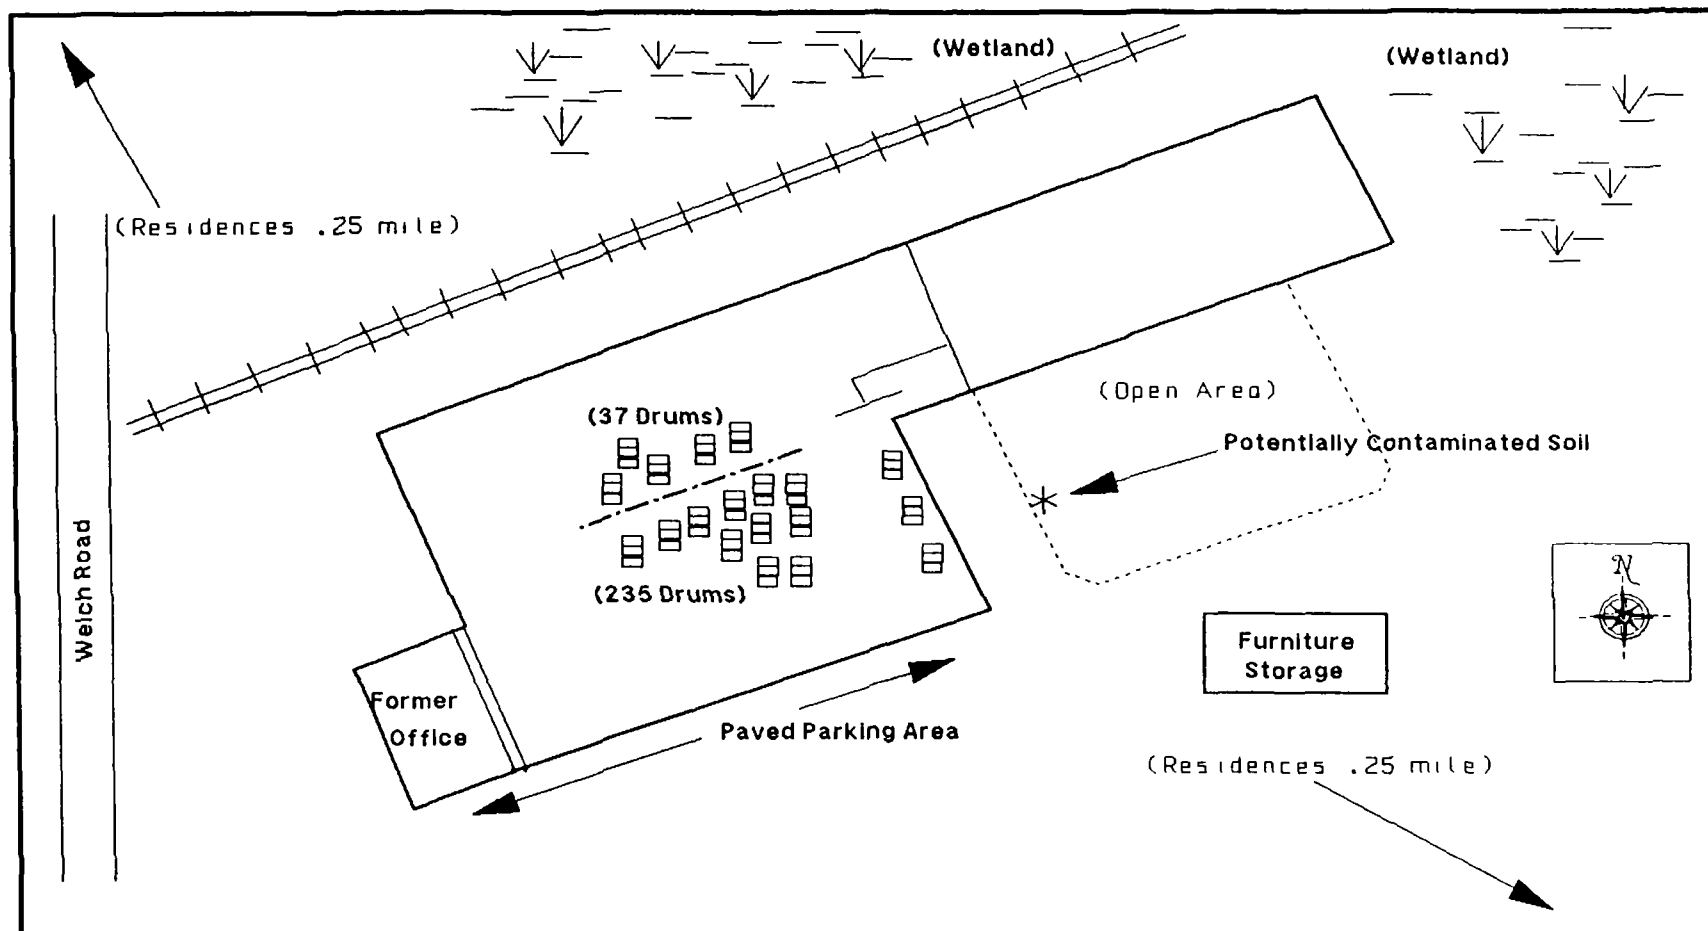 (Wetland)
(Wetland)
(Residences .25 mile)
(37 Drums)
(Open Area)
Potentially Contaminated Soil
Welch Road
(235 Drums)
N
Furniture
Storage
Former
Office
Paved Parking Area
(Residences .25 mile)